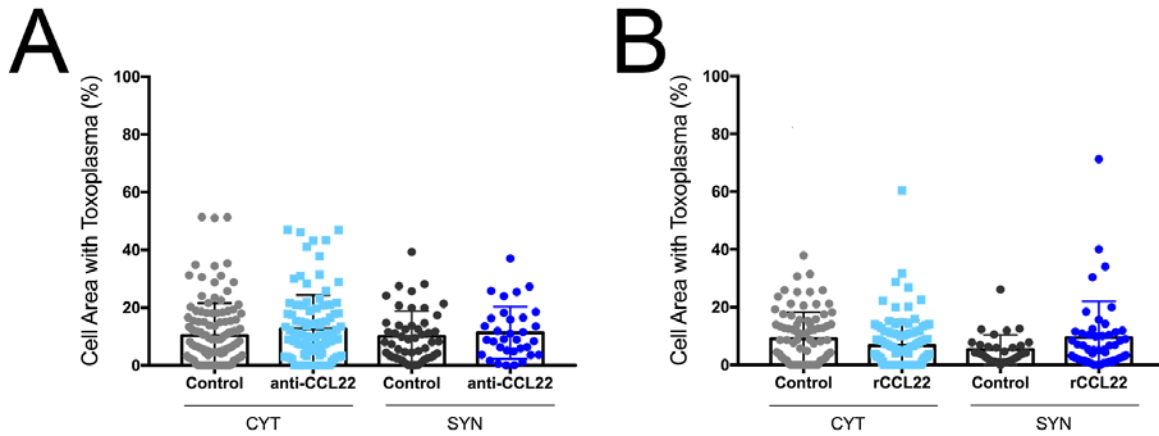 A
Cell Area with Toxoplasma (%)
100
80
60
40
20
0
Control anti-CCL22 Control anti-CCL22
CYT SYN
B
Cell Area with Toxoplasma (%)
100
80
60
40
20
0
Control rCCL22 Control rCCL22
CYT SYN